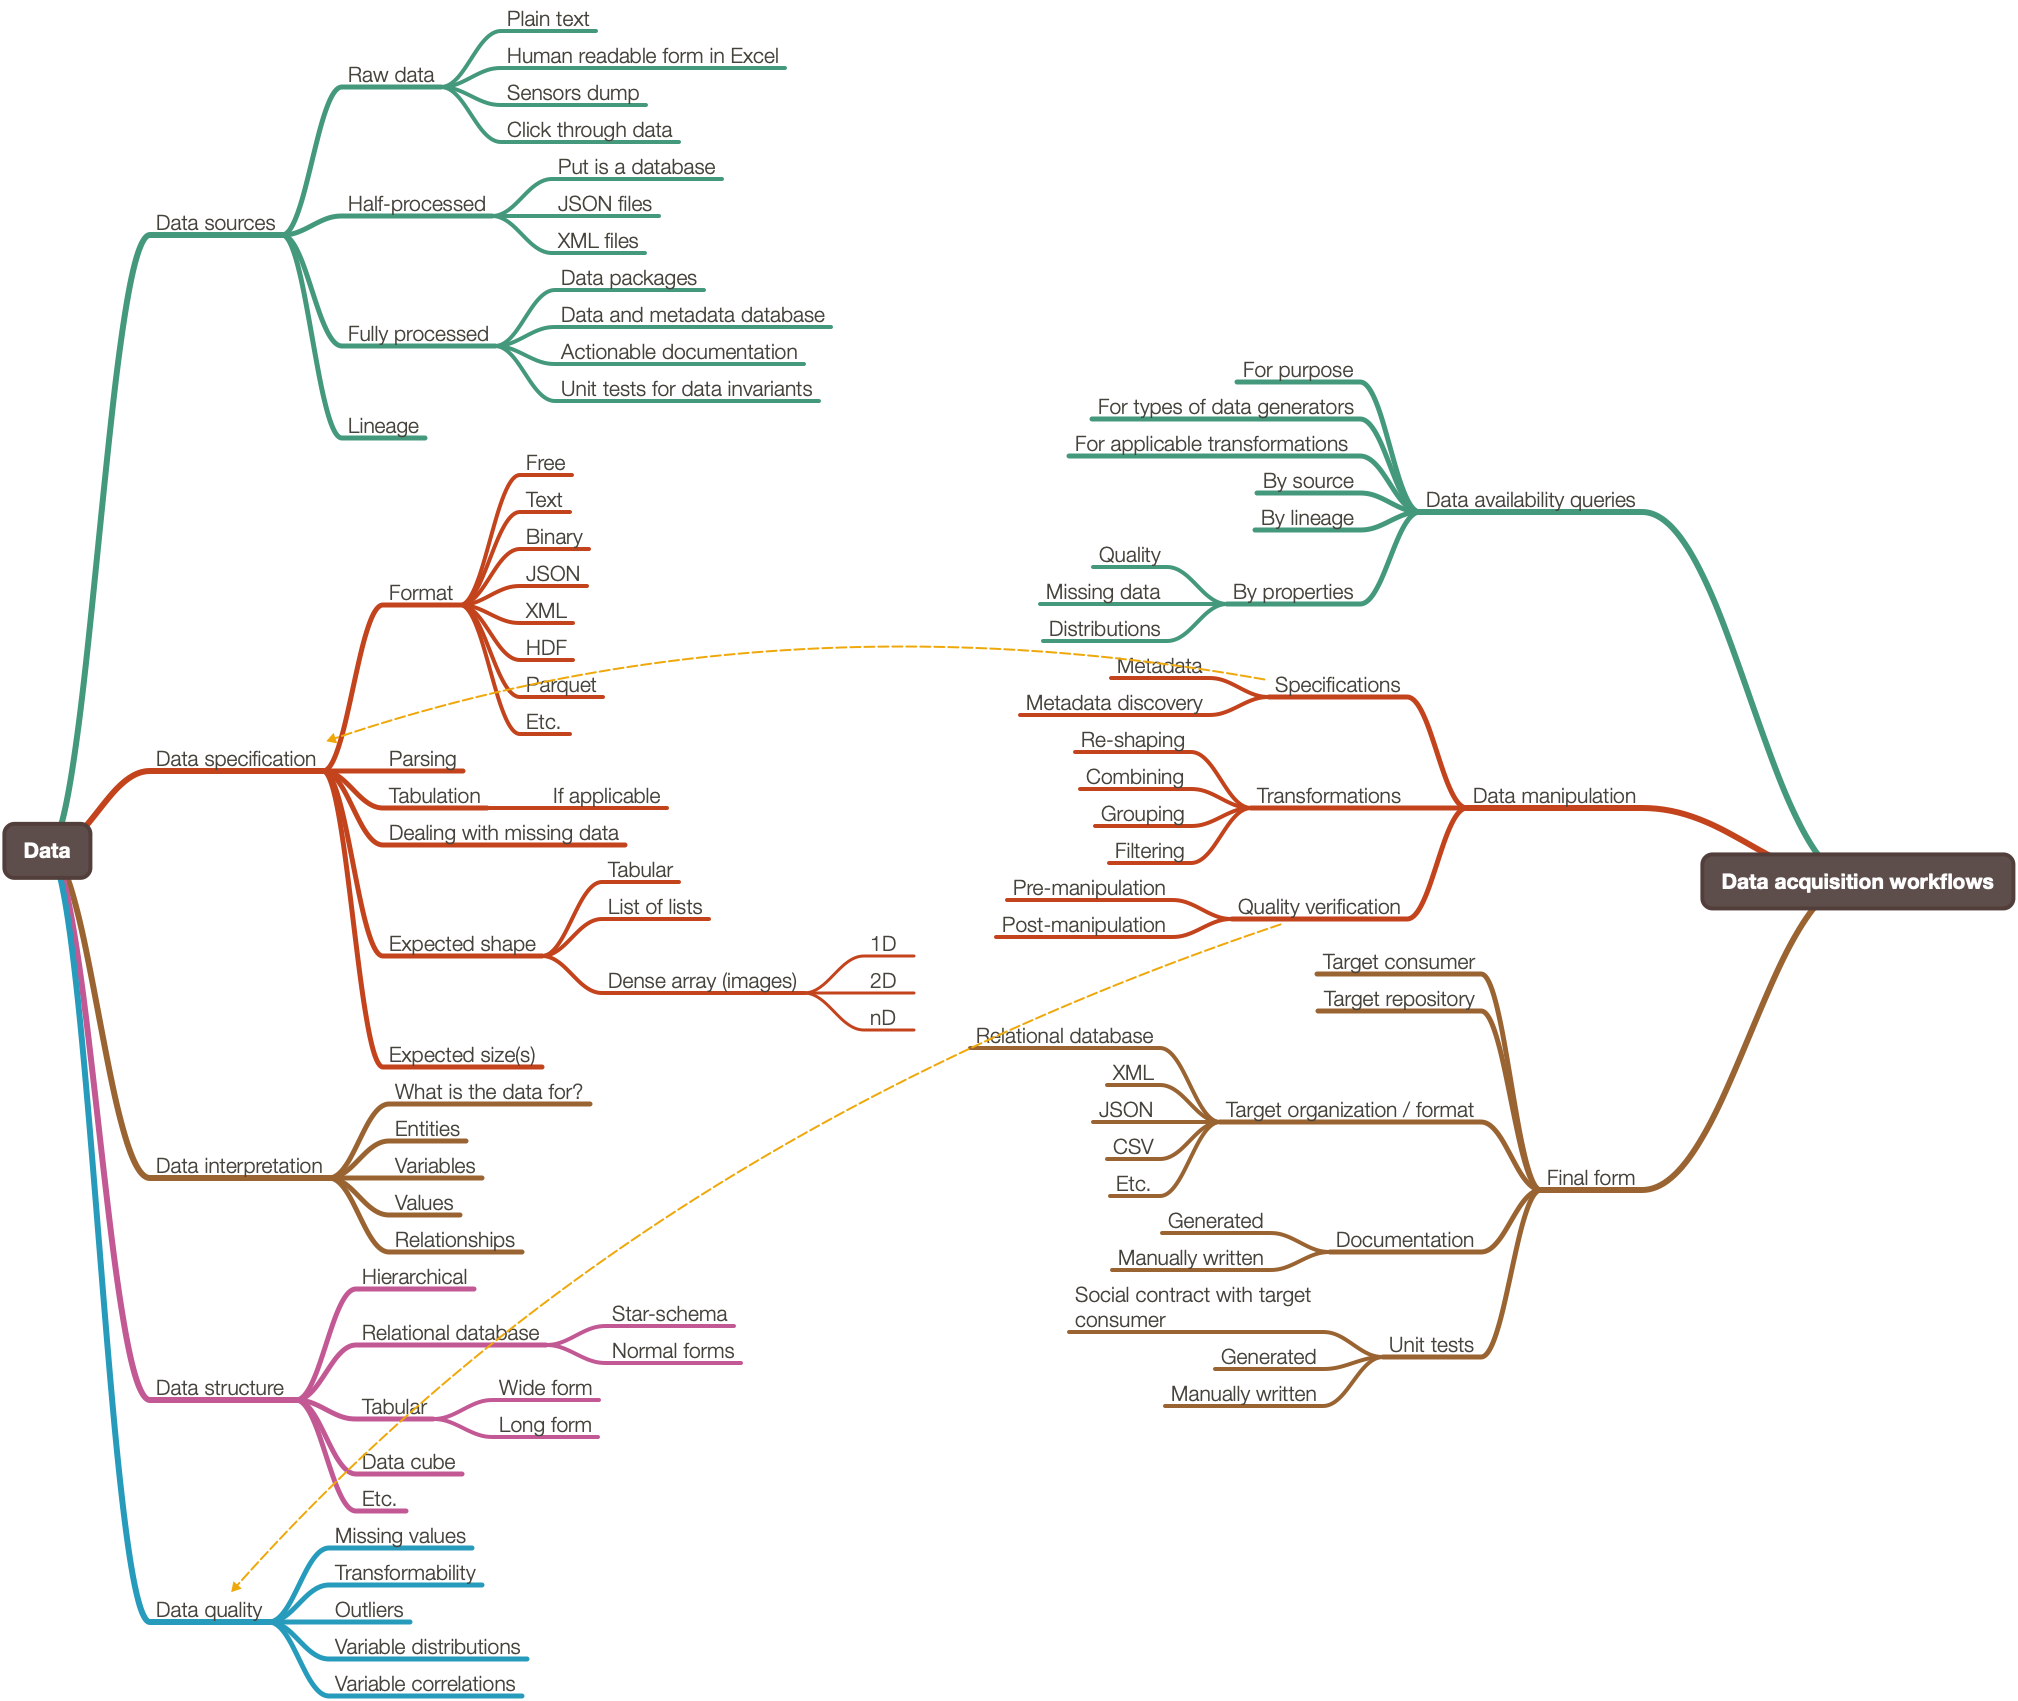 Data
Data sources
Raw data
Plain text
Human readable form in Excel
Sensors dump
Click through data
Half-processed
Put is a database
JSON files
XML files
Fully processed
Data packages
Data and metadata database
Actionable documentation
Unit tests for data invariants
Lineage
Data specification
Format
Free
Text
Binary
JSON
XML
HDF
Parquet
Etc.
Parsing
Tabulation
If applicable
Dealing with missing data
Expected shape
Tabular
List of lists
Dense array (images)
1D
2D
nD
Expected size(s)
Data interpretation
What is the data for?
Entities
Variables
Values
Relationships
Data structure
Hierarchical
Relational database
Star-schema
Normal forms
Tabular
Wide form
Long form
Data cube
Etc.
Data quality
Missing values
Transformability
Outliers
Variable distributions
Variable correlations
Data acquisition workflows
Data availability queries
For purpose
For types of data generators
For applicable transformations
By source
By lineage
By properties
Quality
Missing data
Distributions
Data manipulation
Specifications
Metadata
Metadata discovery
Transformations
Re-shaping
Combining
Grouping
Filtering
Quality verification
Pre-manipulation
Post-manipulation
Final form
Target consumer
Target repository
Target organization / format
Relational database
XML
JSON
CSV
Etc.
Documentation
Generated
Manually written
Unit tests
Social contract with target
consumer
Generated
Manually written